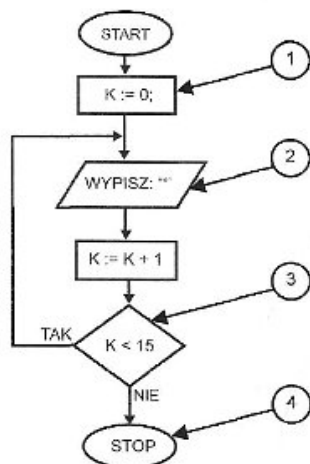 START
1
K := 0;
2
WYPISZ: "*"
K := K + 1
3
TAK
K < 15
NIE
4
STOP